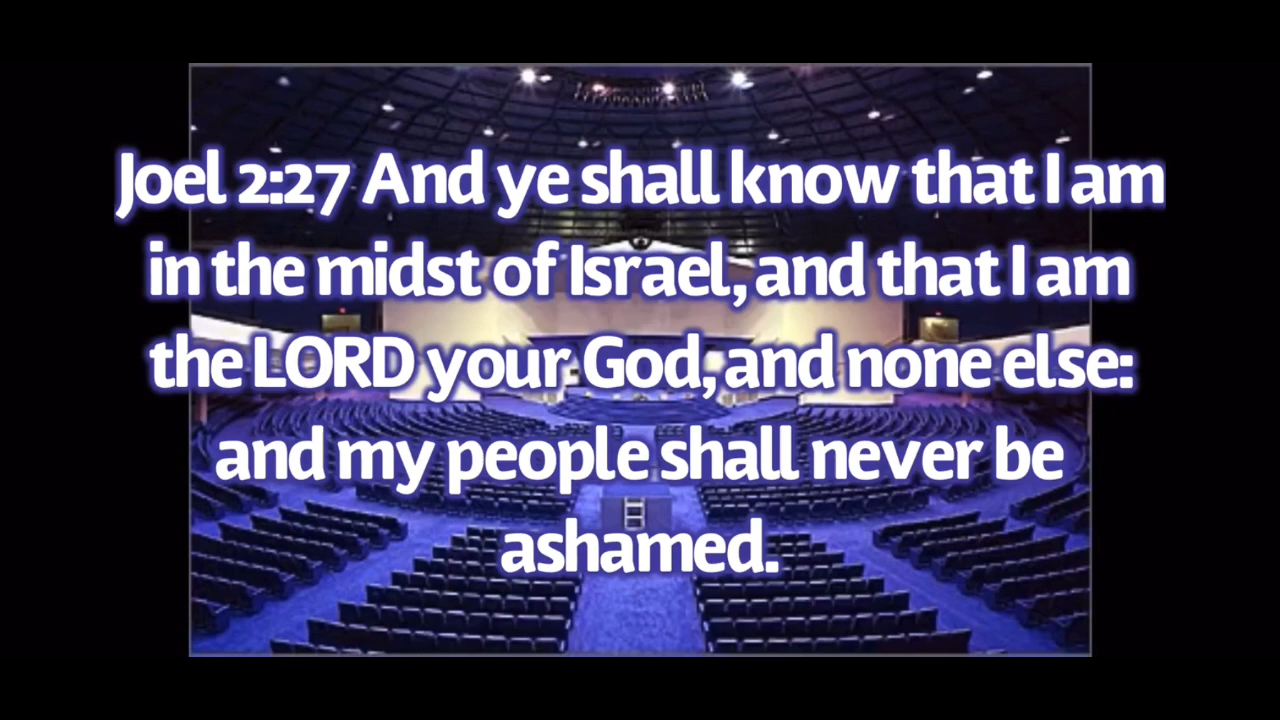 Joel 2:27 And ye shall know that I am
in the midst of Israel, and that I am
the LORD your God, and none else:
and my people shall never be
ashamed.